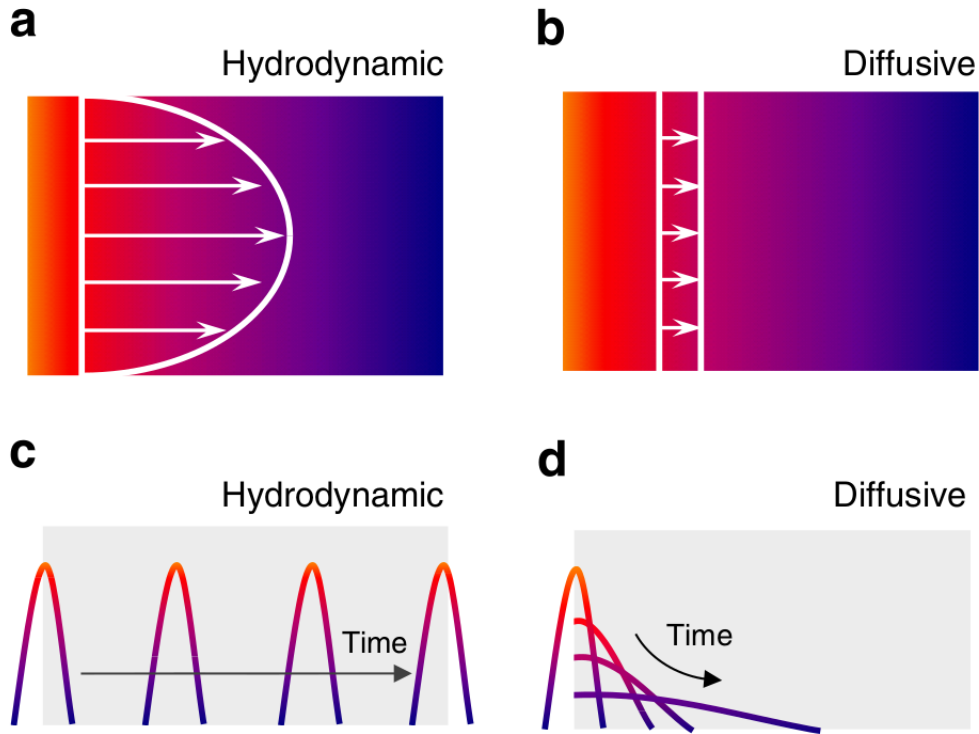 a
Hydrodynamic
b
Diffusive
c
Hydrodynamic
Time
d
Diffusive
Time